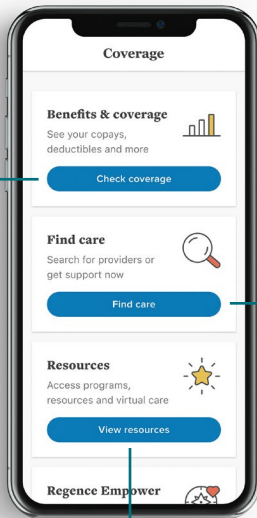 Coverage
Benefits & coverage
See your copays,
deductibles and more
Check coverage
Find care
Search for providers or
get support now
Find care
Resources
Access programs,
resources and virtual care
View resources
Regence Empower